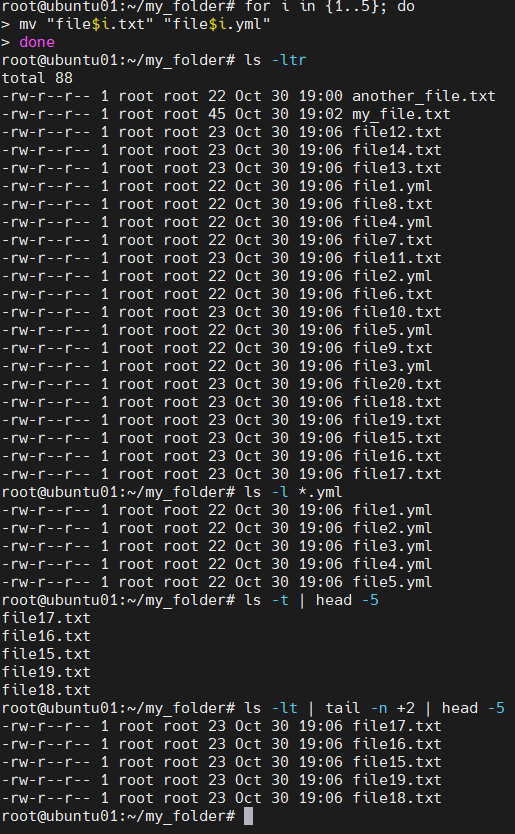 root@ubuntu01:~/my_folder# for i in {1..5}; do
> mv "file$i.txt" "file$i.yml"
> done
root@ubuntu01:~/my_folder# ls -ltr
total 88
-rw-r--r-- 1 root root 22 Oct 30 19:00 another_file.txt
-rw-r--r-- 1 root root 45 Oct 30 19:02 my_file.txt
-rw-r--r-- 1 root root 23 Oct 30 19:06 file12.txt
-rw-r--r-- 1 root root 23 Oct 30 19:06 file14.txt
-rw-r--r-- 1 root root 23 Oct 30 19:06 file13.txt
-rw-r--r-- 1 root root 22 Oct 30 19:06 file1.yml
-rw-r--r-- 1 root root 22 Oct 30 19:06 file8.txt
-rw-r--r-- 1 root root 22 Oct 30 19:06 file4.yml
-rw-r--r-- 1 root root 22 Oct 30 19:06 file7.txt
-rw-r--r-- 1 root root 23 Oct 30 19:06 file11.txt
-rw-r--r-- 1 root root 22 Oct 30 19:06 file2.yml
-rw-r--r-- 1 root root 22 Oct 30 19:06 file6.txt
-rw-r--r-- 1 root root 23 Oct 30 19:06 file10.txt
-rw-r--r-- 1 root root 22 Oct 30 19:06 file5.yml
-rw-r--r-- 1 root root 22 Oct 30 19:06 file9.txt
-rw-r--r-- 1 root root 22 Oct 30 19:06 file3.yml
-rw-r--r-- 1 root root 23 Oct 30 19:06 file20.txt
-rw-r--r-- 1 root root 23 Oct 30 19:06 file18.txt
-rw-r--r-- 1 root root 23 Oct 30 19:06 file19.txt
-rw-r--r-- 1 root root 23 Oct 30 19:06 file15.txt
-rw-r--r-- 1 root root 23 Oct 30 19:06 file16.txt
-rw-r--r-- 1 root root 23 Oct 30 19:06 file17.txt
root@ubuntu01:~/my_folder# ls -l *.yml
-rw-r--r-- 1 root root 22 Oct 30 19:06 file1.yml
-rw-r--r-- 1 root root 22 Oct 30 19:06 file2.yml
-rw-r--r-- 1 root root 22 Oct 30 19:06 file3.yml
-rw-r--r-- 1 root root 22 Oct 30 19:06 file4.yml
-rw-r--r-- 1 root root 22 Oct 30 19:06 file5.yml
root@ubuntu01:~/my_folder# ls -t | head -5
file17.txt
file16.txt
file15.txt
file19.txt
file18.txt
root@ubuntu01:~/my_folder# ls -lt | tail -n +2 | head -5
-rw-r--r-- 1 root root 23 Oct 30 19:06 file17.txt
-rw-r--r-- 1 root root 23 Oct 30 19:06 file16.txt
-rw-r--r-- 1 root root 23 Oct 30 19:06 file15.txt
-rw-r--r-- 1 root root 23 Oct 30 19:06 file19.txt
-rw-r--r-- 1 root root 23 Oct 30 19:06 file18.txt
root@ubuntu01:~/my_folder#